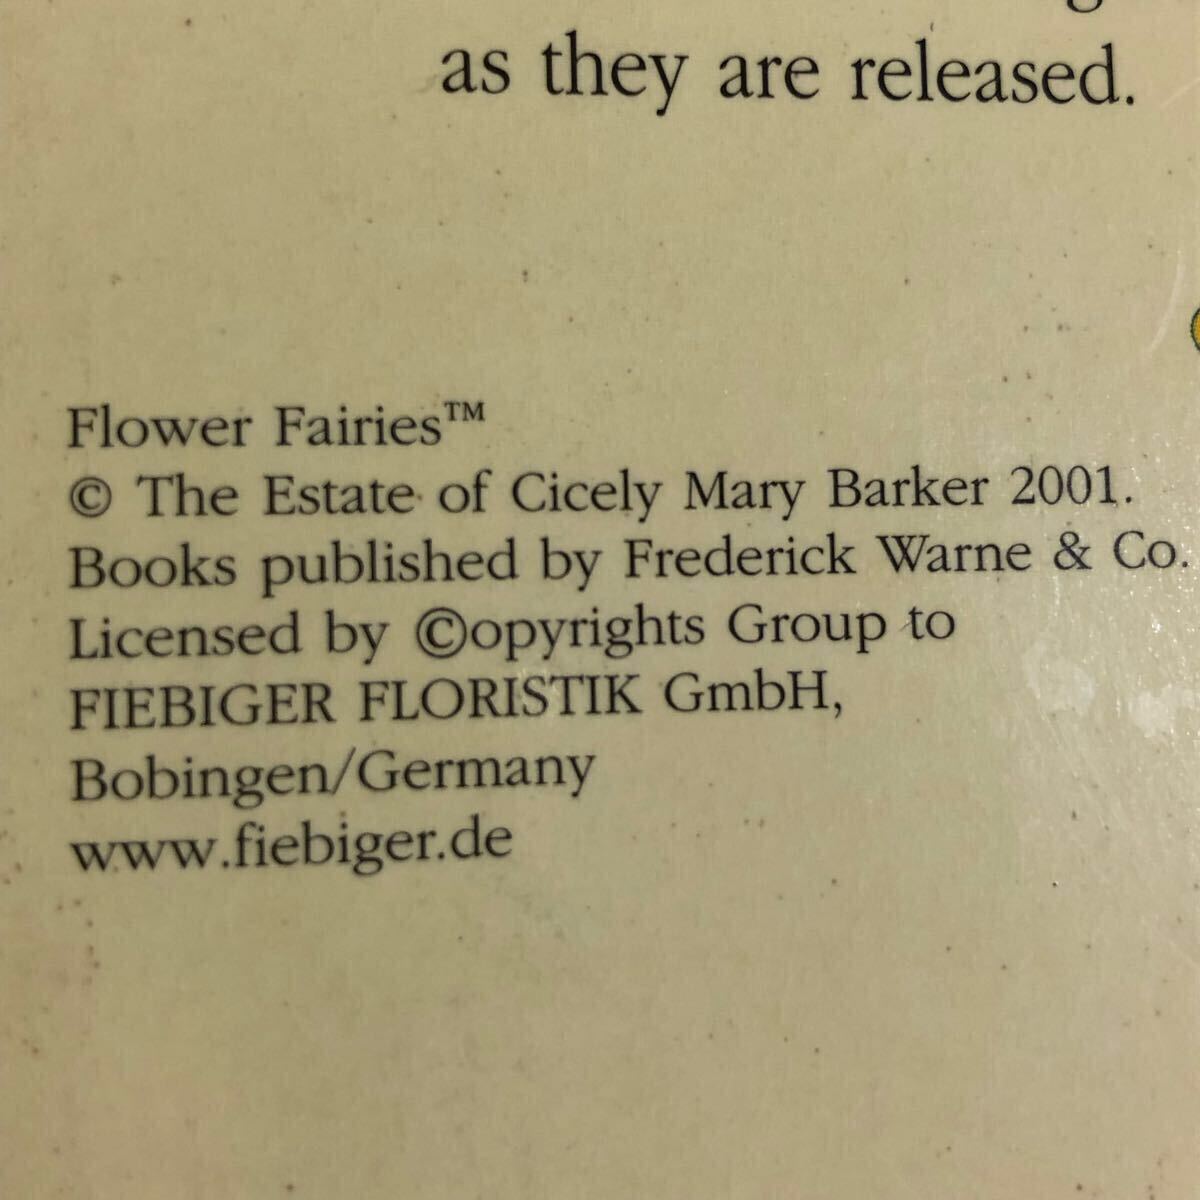 as they are released.
Flower Fairies™
© The Estate of Cicely Mary Barker 2001.
Books published by Frederick Warne & Co.
Licensed by ©opyrights Group to
FIEBIGER FLORISTIK GmbH,
Bobingen/Germany
www.fiebiger.de